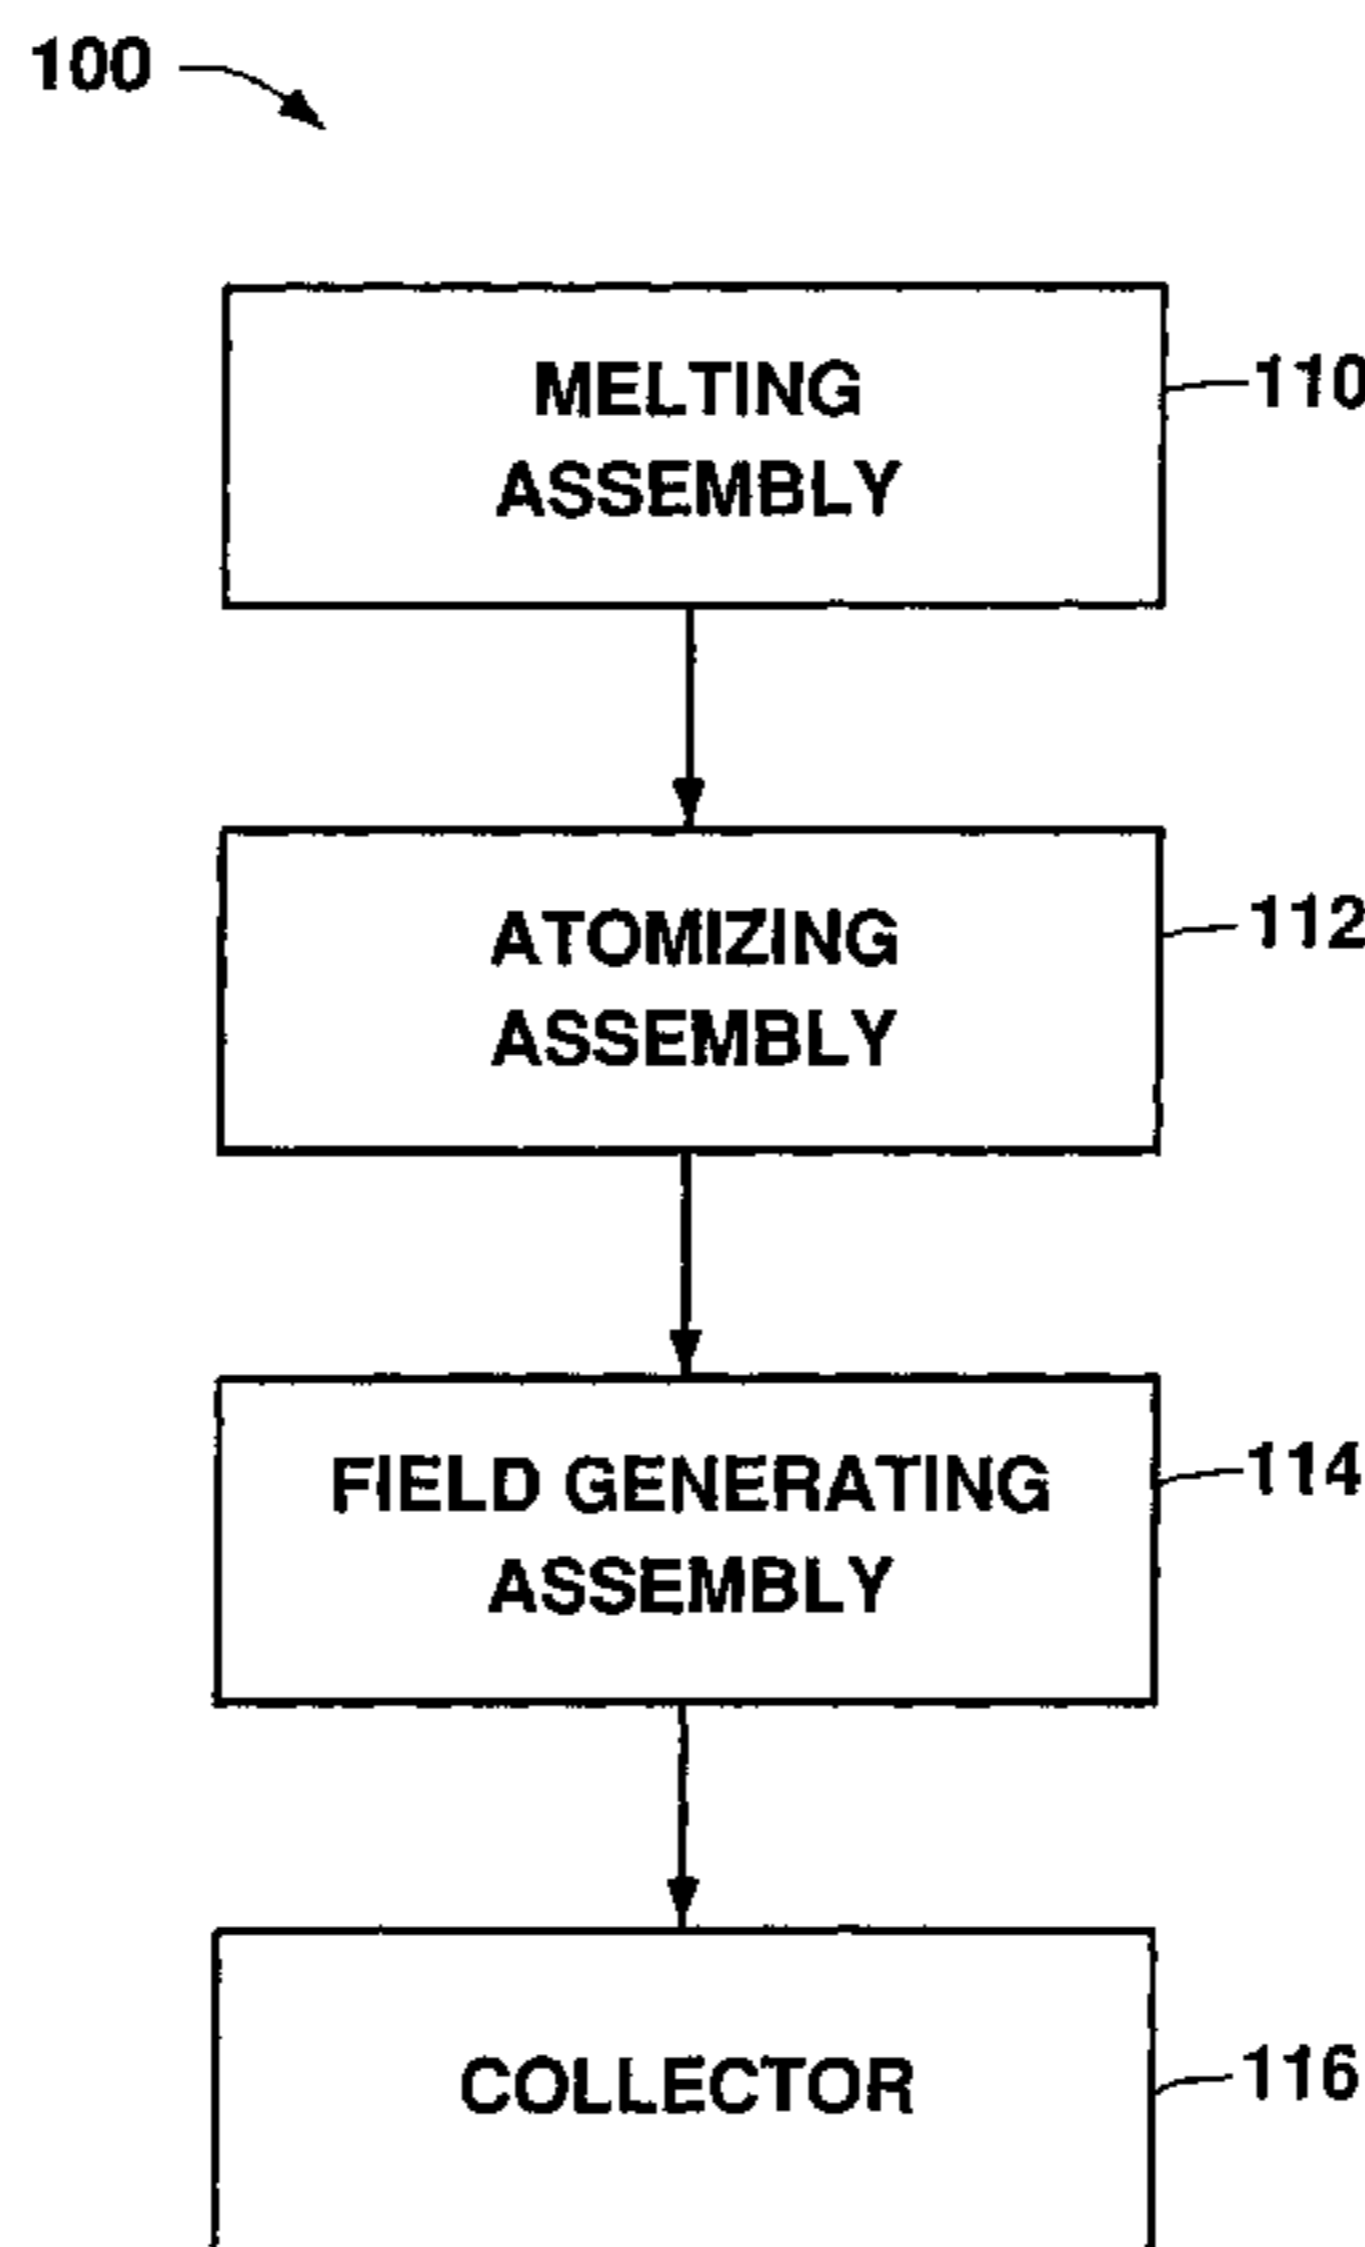 100
MELTING
ASSEMBLY
110
ATOMIZING
ASSEMBLY
112
FIELD GENERATING
ASSEMBLY
114
COLLECTOR
116